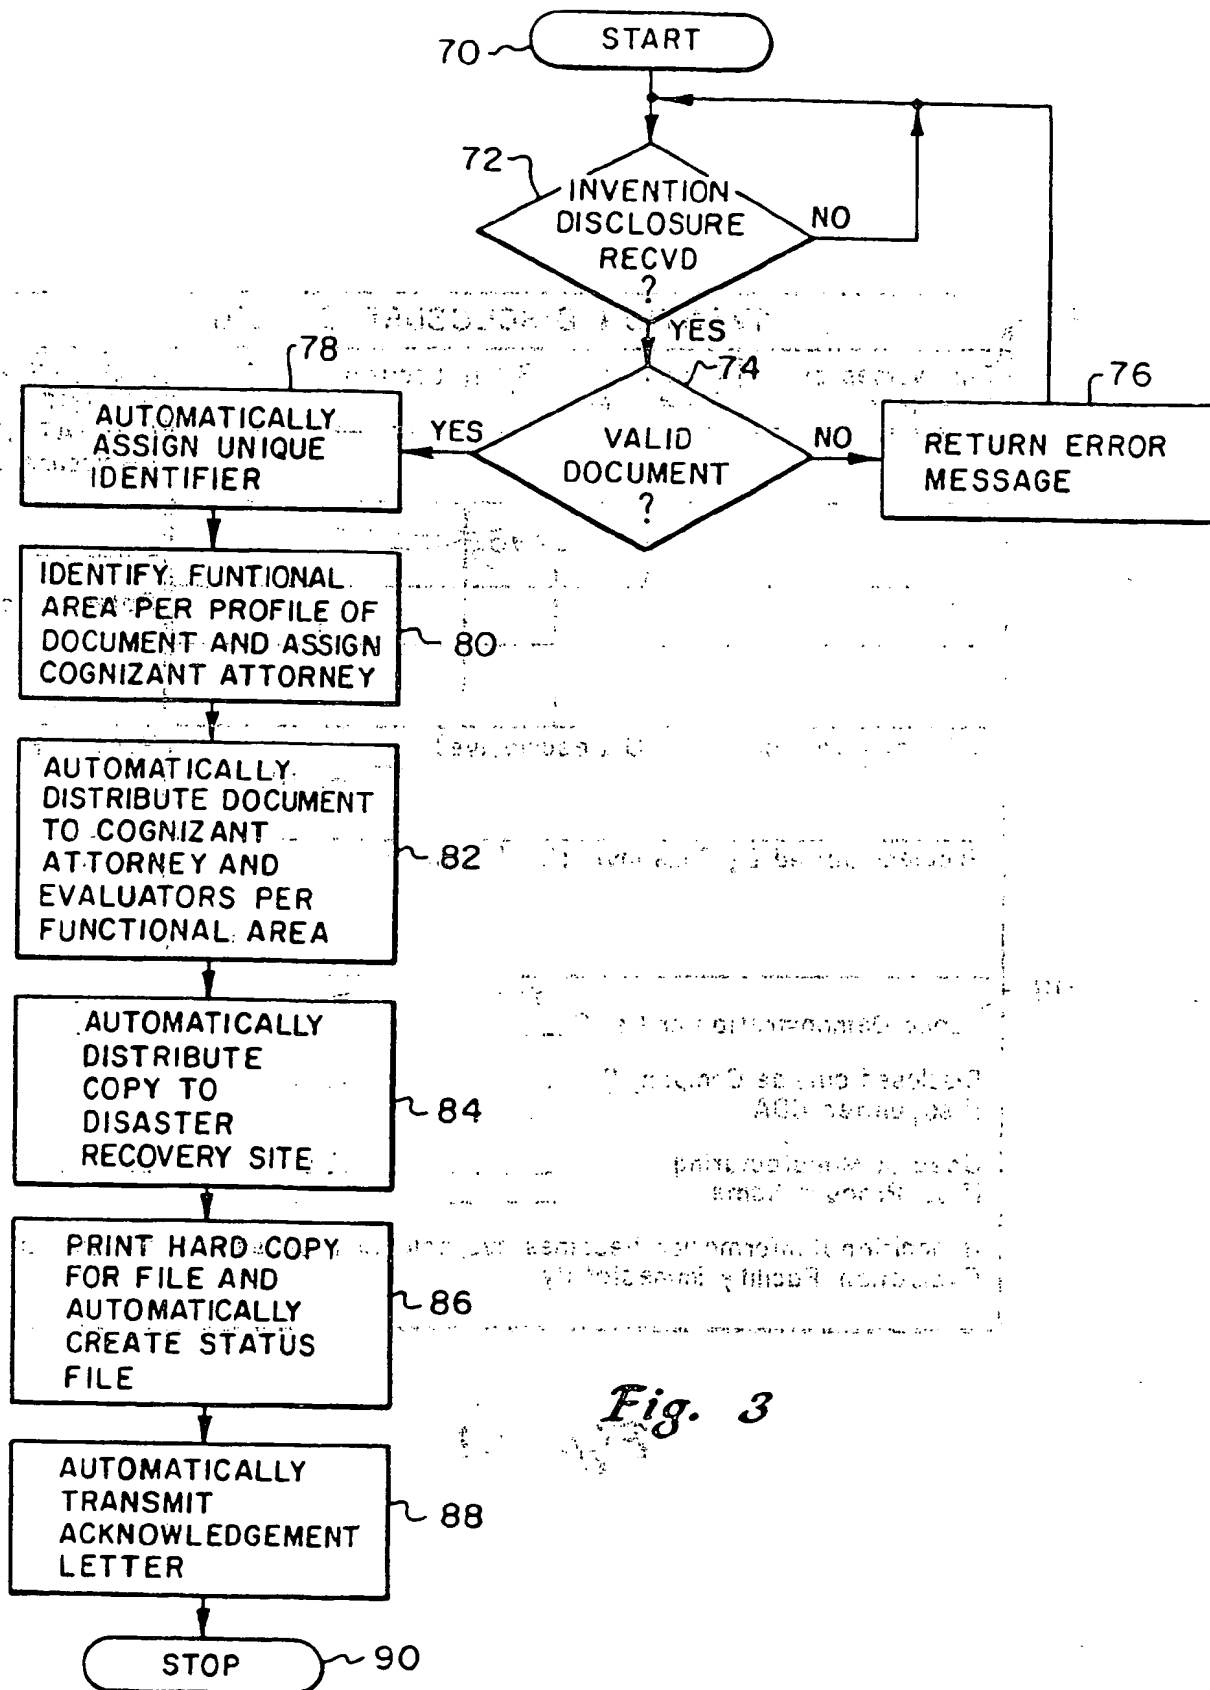 70
START
72
INVENTION
DISCLOSURE
RECVD
?
NO
YES
74
VALID
DOCUMENT
?
NO
76
RETURN ERROR
MESSAGE
YES
78
AUTOMATICALLY
ASSIGN UNIQUE
IDENTIFIER
IDENTIFY FUNTIONAL
AREA PER PROFILE OF
DOCUMENT AND ASSIGN
COGNIZANT ATTORNEY
80
AUTOMATICALLY
DISTRIBUTE DOCUMENT
TO COGNIZANT
ATTORNEY AND
EVALUATORS PER
FUNCTIONAL AREA
82
AUTOMATICALLY
DISTRIBUTE
COPY TO
DISASTER
RECOVERY SITE
84
PRINT HARD COPY
FOR FILE AND
AUTOMATICALLY
CREATE STATUS
FILE
86
AUTOMATICALLY
TRANSMIT
ACKNOWLEDGEMENT
LETTER
88
STOP
90
Fig. 3